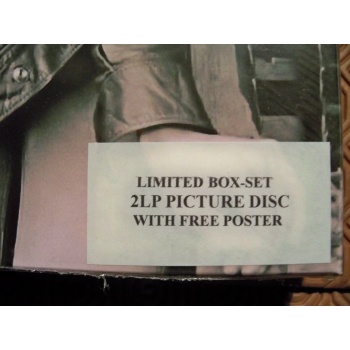 LIMITED BOX-SET
2LP PICTURE DISC
WITH FREE POSTER